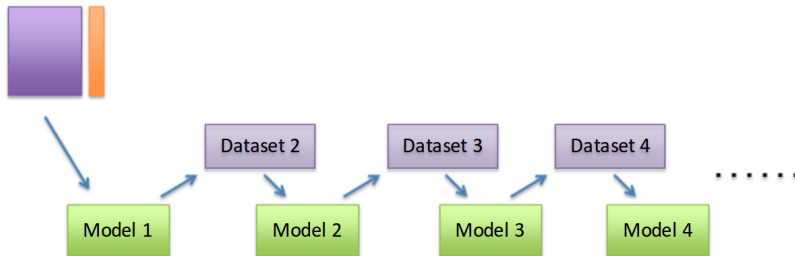 Dataset 2
Dataset 3
Dataset 4
......
Model 1
Model 2
Model 3
Model 4